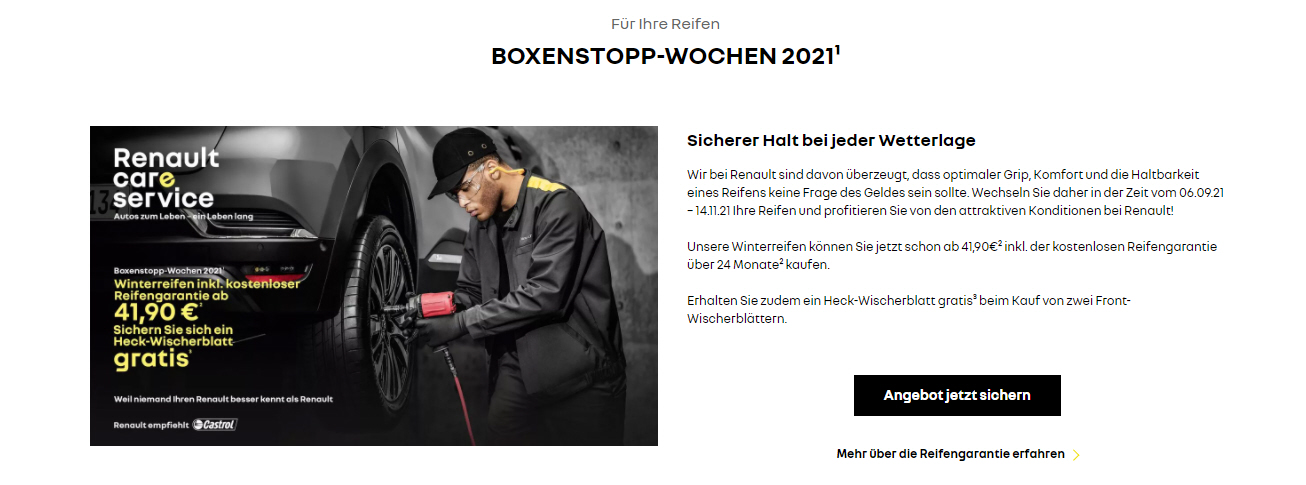 Für Ihre Reifen
BOXENSTOPP-WOCHEN 2021¹
Renault
care
service
Autos zum Leben – ein Leben lang
Boxenstopp-Wochen 2021¹
Winterreifen inkl. kostenloser
Reifengarantie ab
41,90 €²
Sichern Sie sich ein
Heck-Wischerblatt
gratis³
Weil niemand Ihren Renault besser kennt als Renault
Renault empfiehlt Castrol
Sicherer Halt bei jeder Wetterlage
Wir bei Renault sind davon überzeugt, dass optimaler Grip, Komfort und die Haltbarkeit
eines Reifens keine Frage des Geldes sein sollte. Wechseln Sie daher in der Zeit vom 06.09.21
– 14.11.21 Ihre Reifen und profitieren Sie von den attraktiven Konditionen bei Renault!
Unsere Winterreifen können Sie jetzt schon ab 41,90€² inkl. der kostenlosen Reifengarantie
über 24 Monate² kaufen.
Erhalten Sie zudem ein Heck-Wischerblatt gratis³ beim Kauf von zwei Front-
Wischerblättern.
Angebot jetzt sichern
Mehr über die Reifengarantie erfahren